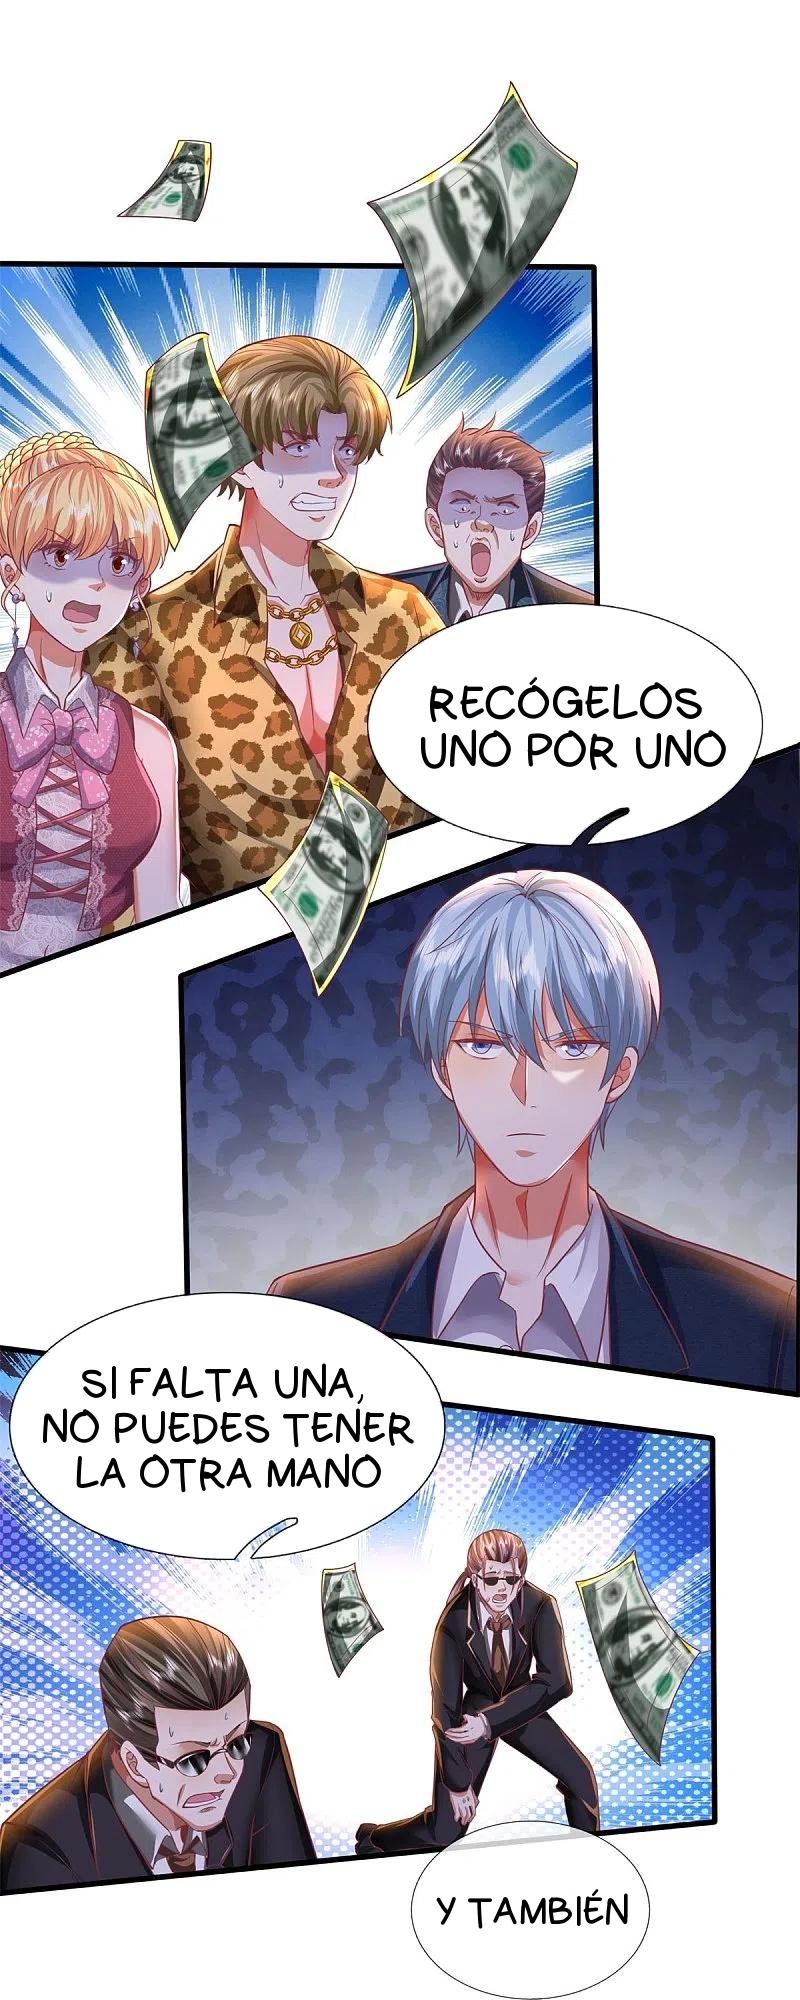 RECÓGELOS
UNO POR UNO
SI FALTA UNA,
NO PUEDES TENER
LA OTRA MANO
Y TAMBIÉN